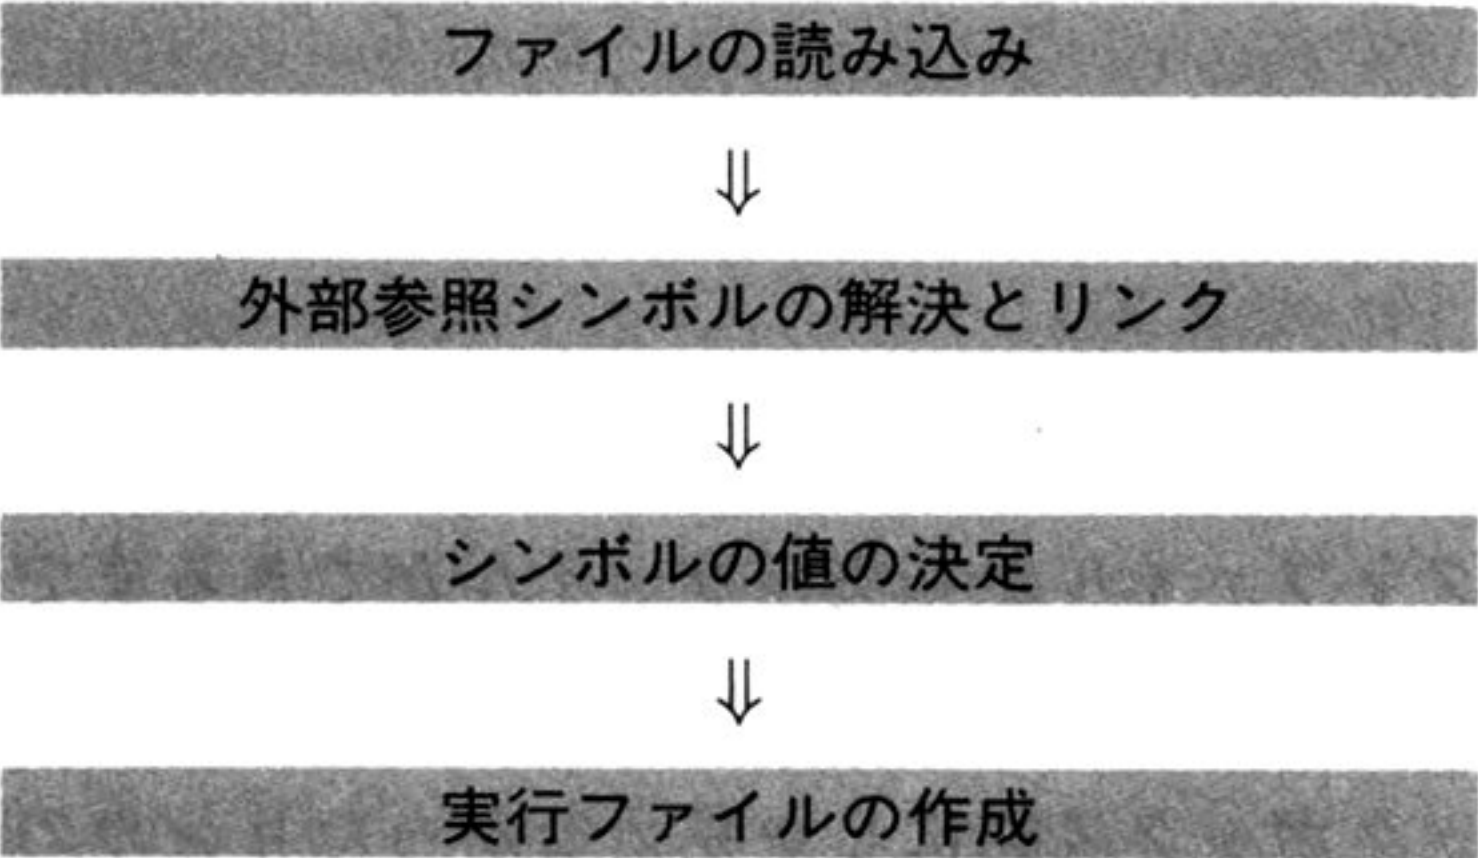 ファイルの読み込み
⇓
外部参照シンボルの解決とリンク
⇓
シンボルの値の決定
⇓
実行ファイルの作成